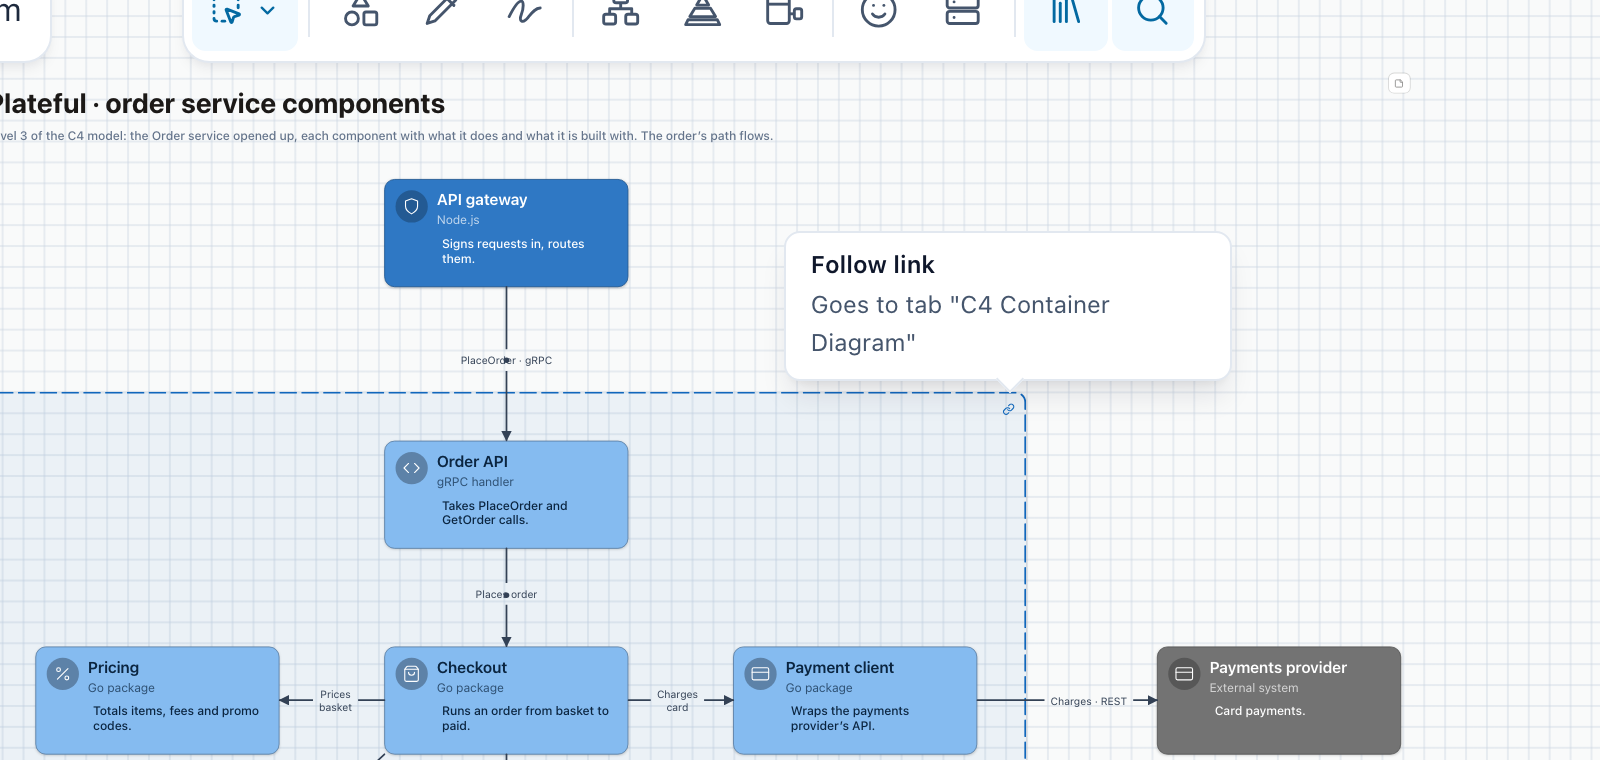 m
Plateful · order service components
vel 3 of the C4 model: the Order service opened up, each component with what it does and what it is built with. The order's path flows.
API gateway
Node.js
Signs requests in, routes
them.
Follow link
Goes to tab "C4 Container
Diagram"
PlaceOrder · gRPC
Order API
gRPC handler
Takes PlaceOrder and
GetOrder calls.
Places order
Pricing
Go package
Totals items, fees and promo
codes.
Prices
basket
Checkout
Go package
Runs an order from basket to
paid.
Charges
card
Payment client
Go package
Wraps the payments
provider's API.
Charges · REST
Payments provider
External system
Card payments.